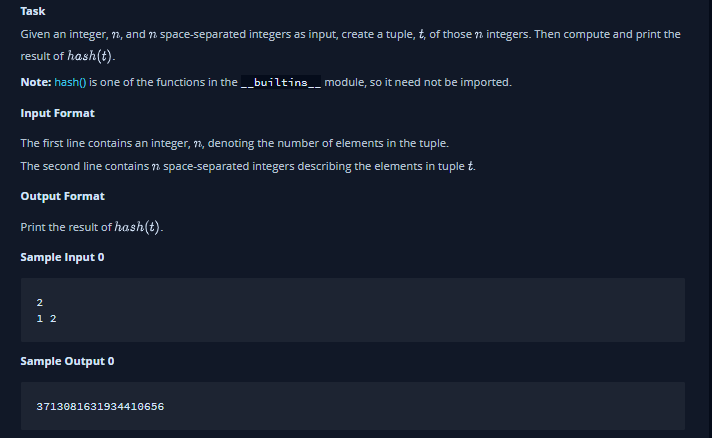 Task
Given an integer, n, and n space-separated integers as input, create a tuple, t, of those n integers. Then compute and print the
result of hash(t).
Note: hash() is one of the functions in the __builtins__ module, so it need not be imported.
Input Format
The first line contains an integer, n, denoting the number of elements in the tuple.
The second line contains n space-separated integers describing the elements in tuple t.
Output Format
Print the result of hash(t).
Sample Input 0
2
1 2
Sample Output 0
3713081631934410656